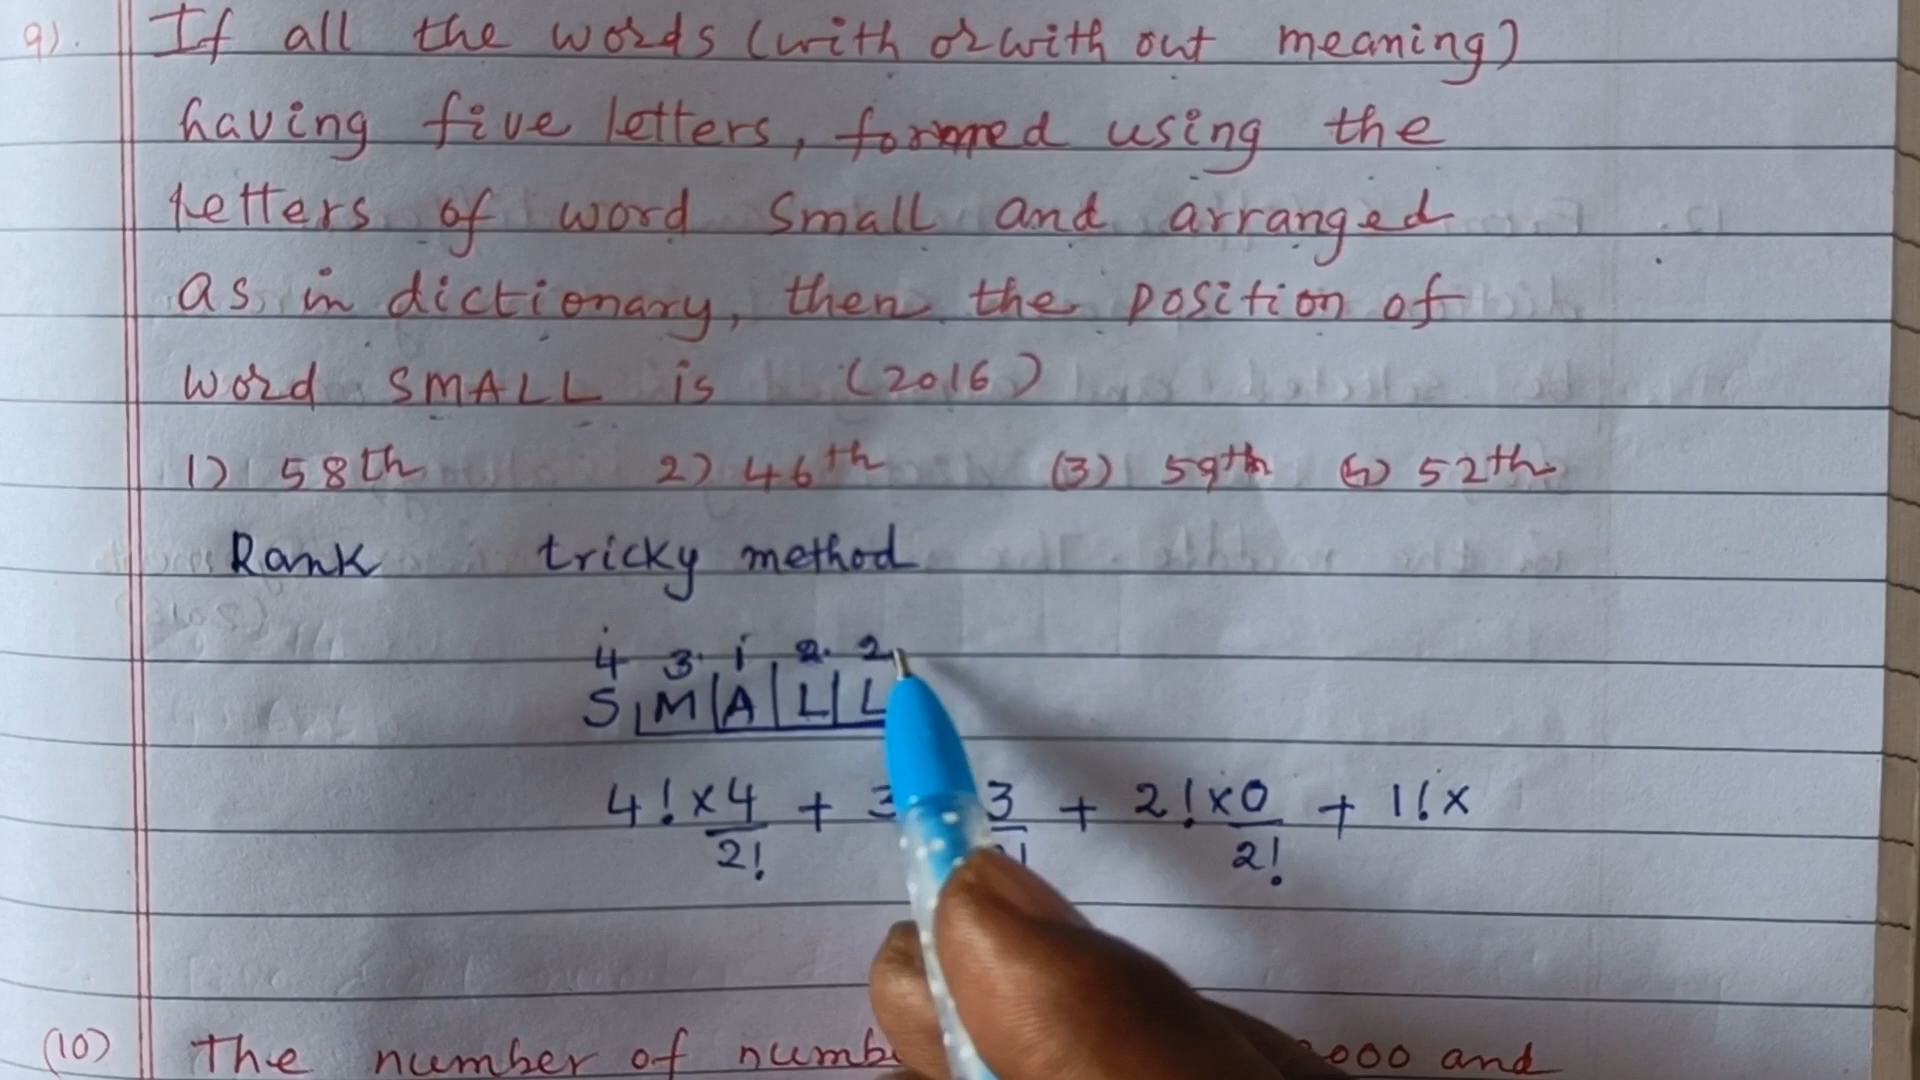 9). If all the words (with or with out meaning)
having five letters, formed using the
letters of word Small and arranged
as in dictionary, then the position of
word SMALL is (2016)
1) 58th 2) 46th (3) 59th (4) 52th
Rank tricky method
4 3 1 2 2
S M A L L
4! x 4/2! + 3 3 + 2! x 0/2! + 1! x
(10) The number of 000 and